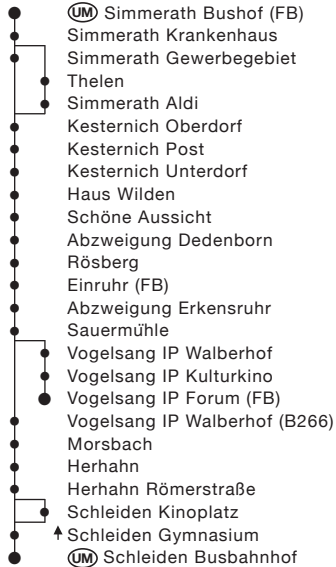 UM Simmerath Bushof (FB)
Simmerath Krankenhaus
Simmerath Gewerbegebiet
Thelen
Simmerath Aldi
Kesternich Oberdorf
Kesternich Post
Kesternich Unterdorf
Haus Wilden
Schöne Aussicht
Abzweigung Dedenborn
Rösberg
Einruhr (FB)
Abzweigung Erkensruhr
Sauermühle
Vogelsang IP Walberhof
Vogelsang IP Kulturkino
Vogelsang IP Forum (FB)
Vogelsang IP Walberhof (B266)
Morsbach
Herhahn
Herhahn Römerstraße
Schleiden Kinoplatz
Schleiden Gymnasium
UM Schleiden Busbahnhof